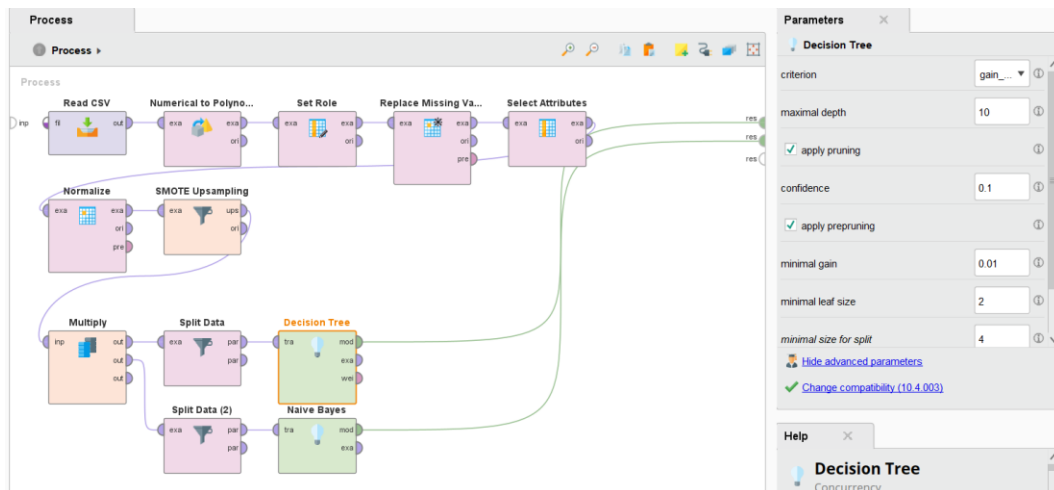 Process
Process
Process
inp
Read CSV
fil
out
Numerical to Polyno...
exa
exa
ori
Set Role
exa
exa
ori
Replace Missing Va...
exa
exa
ori
pre
Select Attributes
exa
exa
ori
res
res
res
Normalize
exa
exa
ori
pre
SMOTE Upsampling
exa
ups
ori
Multiply
inp
out
out
out
Split Data
exa
par
par
Decision Tree
tra
mod
exa
wei
Split Data (2)
exa
par
par
Naive Bayes
tra
mod
exa
Parameters
Decision Tree
criterion
gain_...
maximal depth
10
apply pruning
confidence
0.1
apply prepruning
minimal gain
0.01
minimal leaf size
2
minimal size for split
4
Hide advanced parameters
Change compatibility (10.4.003)
Help
Decision Tree
Concurrency